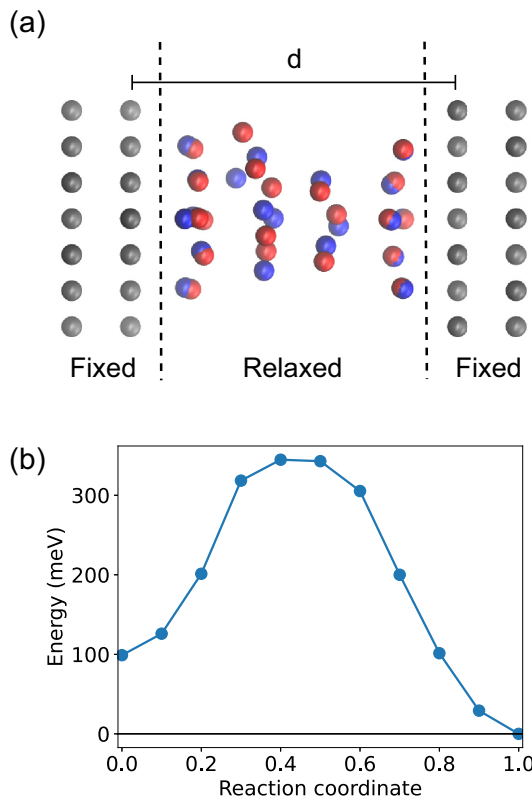 (a)
d
Fixed Relaxed Fixed
(b)
Energy (meV)
300
200
100
0
0.0 0.2 0.4 0.6 0.8 1.0
Reaction coordinate